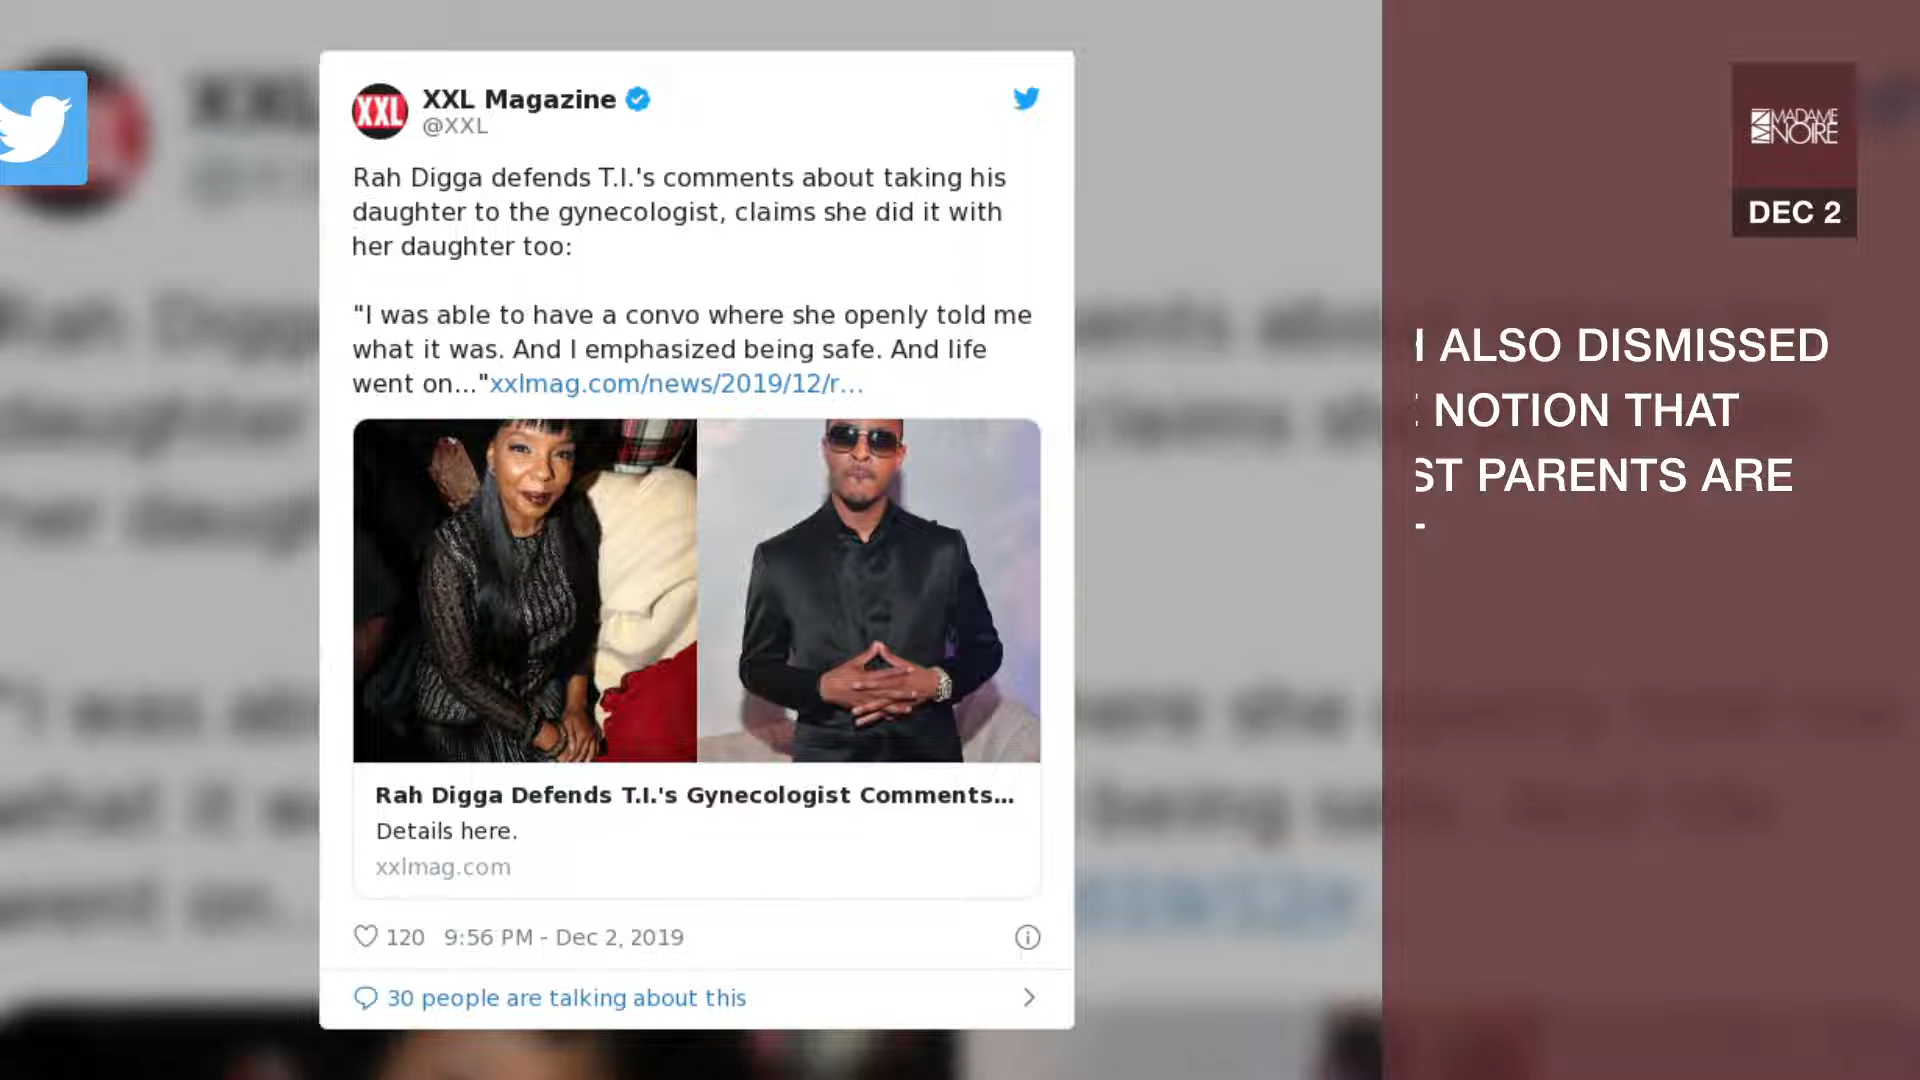 XXL
XXL Magazine
@XXL
Rah Digga defends T.I.'s comments about taking his
daughter to the gynecologist, claims she did it with
her daughter too:
"I was able to have a convo where she openly told me
what it was. And I emphasized being safe. And life
went on..."xxlmag.com/news/2019/12/r...
Rah Digga Defends T.I.'s Gynecologist Comments...
Details here.
xxlmag.com
120 9:56 PM - Dec 2, 2019
30 people are talking about this
MN MADAME
NOIRE
DEC 2
ALSO DISMISSED
NOTION THAT
ST PARENTS ARE